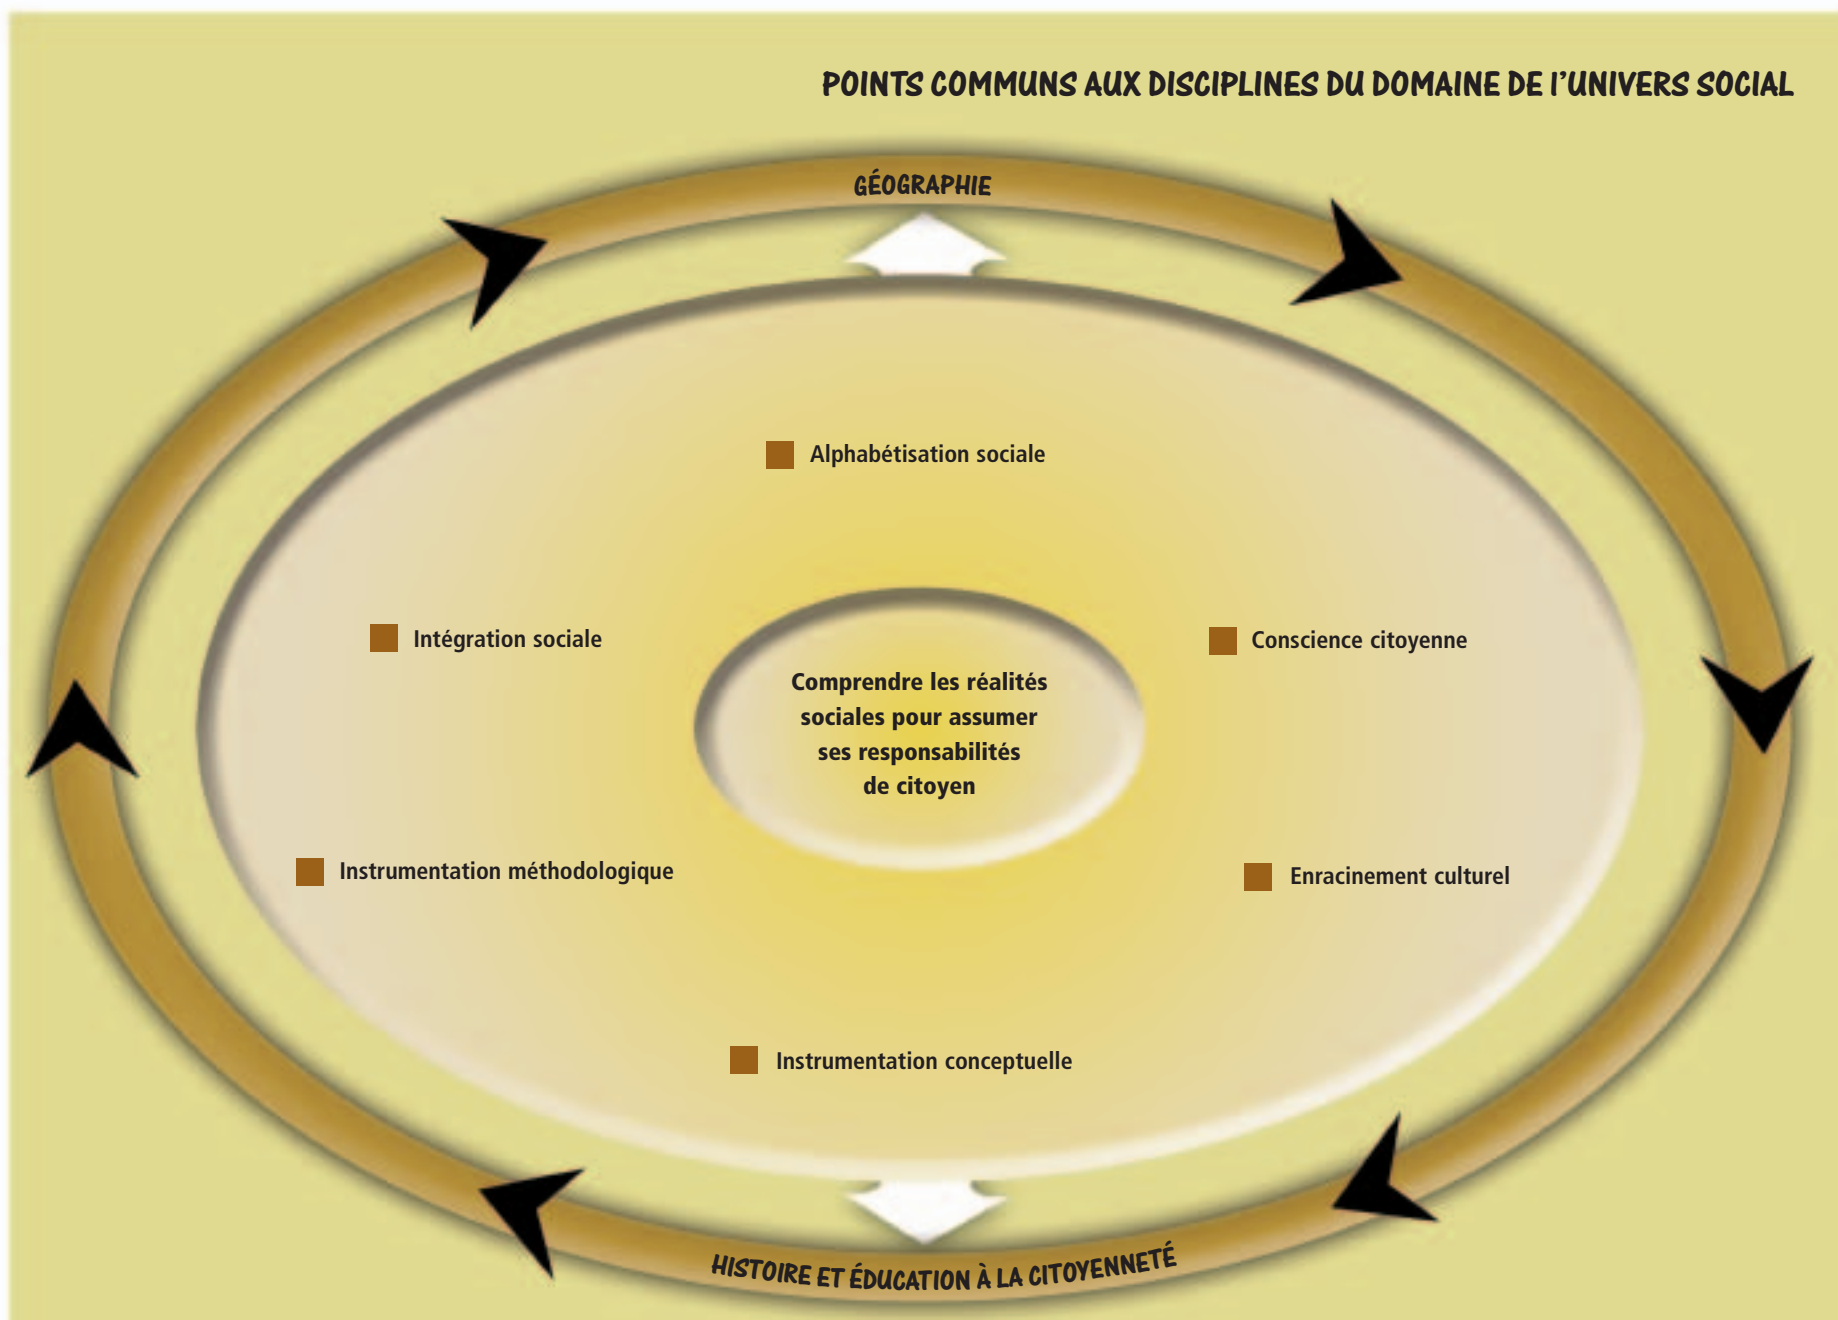 POINTS COMMUNS AUX DISCIPLINES DU DOMAINE DE l'UNIVERS SOCIAL
GÉOGRAPHIE
Alphabétisation sociale
Intégration sociale
Conscience citoyenne
Comprendre les réalités
sociales pour assumer
ses responsabilités
de citoyen
Instrumentation méthodologique
Enracinement culturel
Instrumentation conceptuelle
HISTOIRE ET ÉDUCATION À LA CITOYENNETÉ